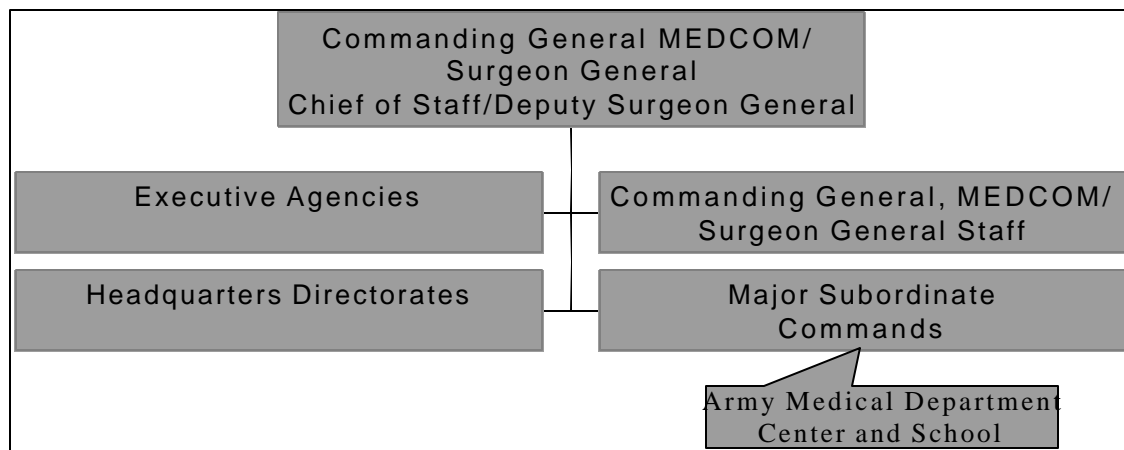 Commanding General MEDCOM/
Surgeon General
Chief of Staff/Deputy Surgeon General
Executive Agencies
Commanding General, MEDCOM/
Surgeon General Staff
Headquarters Directorates
Major Subordinate
Commands
Army Medical Department
Center and School